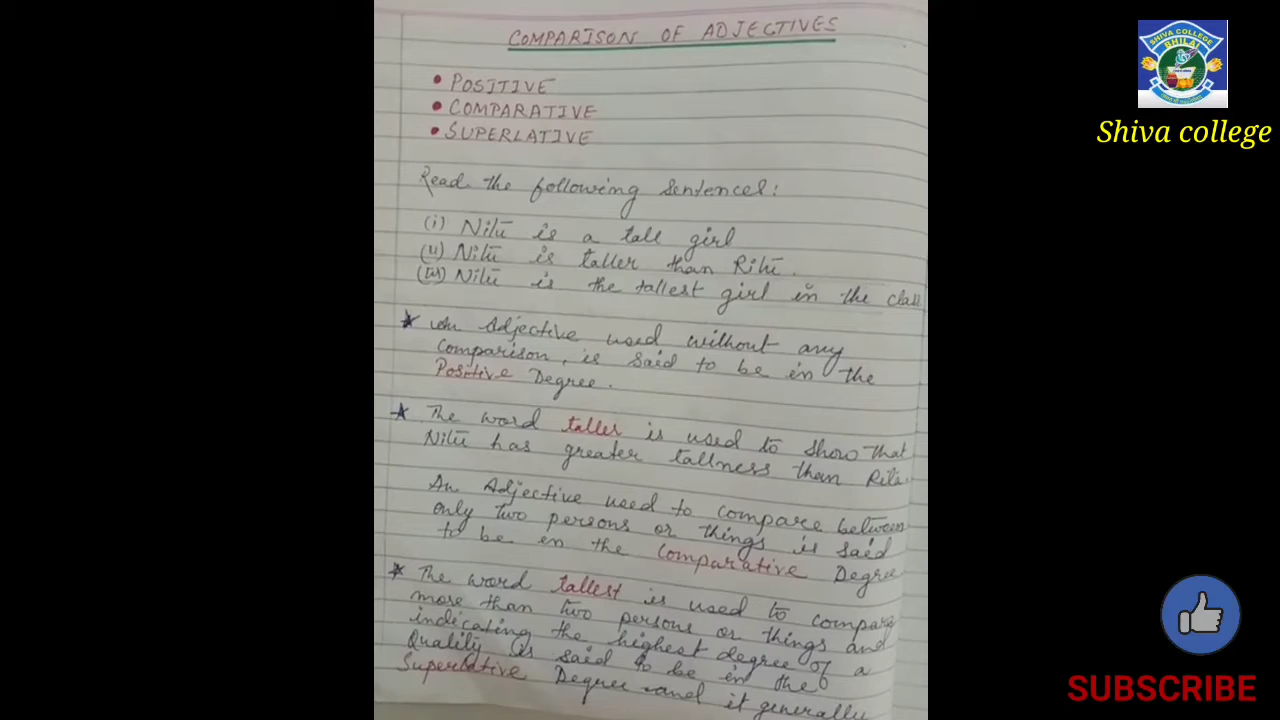 COMPARISON OF ADJECTIVES
• POSITIVE
• COMPARATIVE
• SUPERLATIVE
Read the following sentences:
(i) Nitu is a tall girl
(ii) Nitu is taller than Ritu.
(iii) Nitu is the tallest girl in the class
★ An Adjective used without any
comparison, is said to be in the
Positive Degree.
★ The word taller is used to show that
Nitu has greater tallness than Rita.
An Adjective used to compare between
only two persons or things is said
to be in the Comparative Degree
★ The word tallest is used to compare
more than two persons or things and
indicating the highest degree of a
Quality is said to be in the
Superlative Degree and it generally
SHIVA COLLEGE
BHILAI
Shiva college
SUBSCRIBE